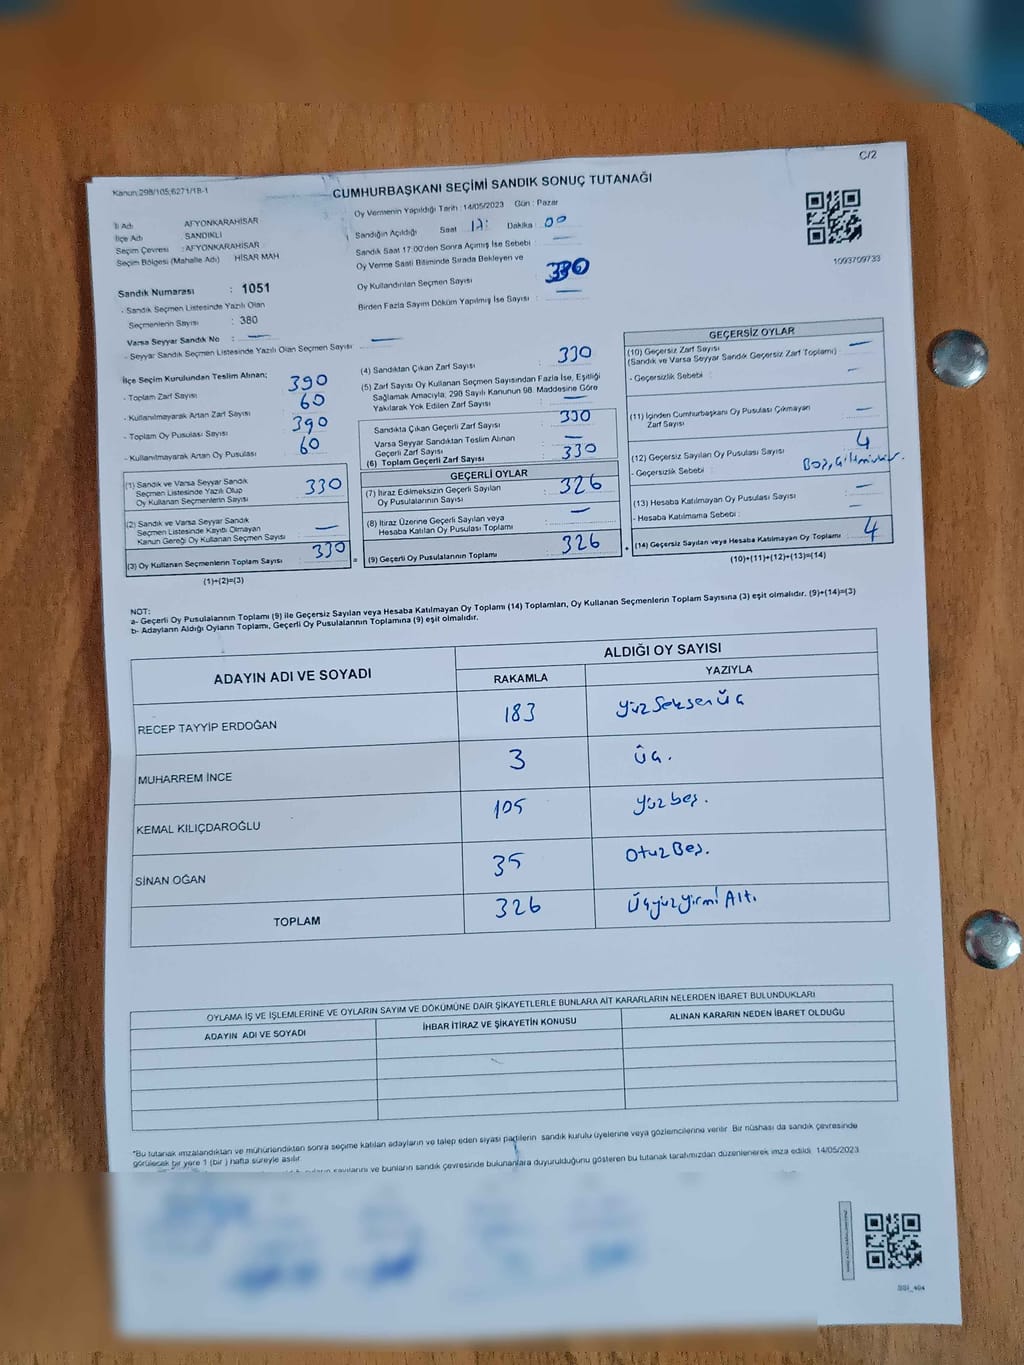 C/2
Kanun:298/105;6271/18-1
CUMHURBAŞKANI SEÇİMİ SANDIK SONUÇ TUTANAĞI
İl Adı : AFYONKARAHİSAR
İlçe Adı : SANDIKLI
Seçim Çevresi : AFYONKARAHİSAR
Seçim Bölgesi (Mahalle Adı) HİSAR MAH
Oy Vermenin Yapıldığı Tarih : 14/05/2023 Gün : Pazar
Sandığın Açıldığı Saat 17: Dakika : 00
Sandık Saat 17:00'den Sonra Açımış İse Sebebi : —
Oy Verme Saati Bitiminde Sırada Bekleyen ve
Oy Kullandırılan Seçmen Sayısı : 330
Birden Fazla Sayım Döküm Yapılmış İse Sayısı : —
1093709733
Sandık Numarası : 1051
- Sandık Seçmen Listesinde Yazılı Olan
Seçmenlerin Sayısı : 380
Varsa Seyyar Sandık No : —
- Seyyar Sandık Seçmen Listesinde Yazılı Olan Seçmen Sayısı : —
İlçe Seçim Kurulundan Teslim Alınan;
- Toplam Zarf Sayısı : 390
- Kullanılmayarak Artan Zarf Sayısı : 60
- Toplam Oy Pusulası Sayısı : 390
- Kullanılmayarak Artan Oy Pusulası : 60
(1) Sandık ve Varsa Seyyar Sandık
Seçmen Listesinde Yazılı Olup
Oy Kullanan Seçmenlerin Sayısı : 330
(2) Sandık ve Varsa Seyyar Sandık
Seçmen Listesinde Kayıtlı Olmayan
Kanun Gereği Oy Kullanan Seçmen Sayısı : —
(3) Oy Kullanan Seçmenlerin Toplam Sayısı : 330
(1)+(2)=(3)
(4) Sandıktan Çıkan Zarf Sayısı : 330
(5) Zarf Sayısı Oy Kullanan Seçmen Sayısından Fazla İse, Eşitliği
Sağlamak Amacıyla; 298 Sayılı Kanunun 98. Maddesine Göre
Yakılarak Yok Edilen Zarf Sayısı : —
Sandıkta Çıkan Geçerli Zarf Sayısı : 330
Varsa Seyyar Sandıktan Teslim Alınan
Geçerli Zarf Sayısı : —
(6) Toplam Geçerli Zarf Sayısı : 330
GEÇERLİ OYLAR
(7) İtiraz Edilmeksizin Geçerli Sayılan
Oy Pusulalarının Sayısı : 326
(8) İtiraz Üzerine Geçerli Sayılan veya
Hesaba Katılan Oy Pusulası Toplamı : —
= (9) Geçerli Oy Pusulalarının Toplamı : 326
GEÇERSİZ OYLAR
(10) Geçersiz Zarf Sayısı : —
(Sandık ve Varsa Seyyar Sandık Geçersiz Zarf Toplamı)
- Geçersizlik Sebebi : —
(11) İçinden Cumhurbaşkanı Oy Pusulası Çıkmayan
Zarf Sayısı : —
(12) Geçersiz Sayılan Oy Pusulası Sayısı : 4
- Geçersizlik Sebebi :
(13) Hesaba Katılmayan Oy Pusulası Sayısı : —
- Hesaba Katılmama Sebebi : —
+ (14) Geçersiz Sayılan veya Hesaba Katılmayan Oy Toplamı : 4
(10)+(11)+(12)+(13)=(14)
NOT:
a- Geçerli Oy Pusulalarının Toplamı (9) ile Geçersiz Sayılan veya Hesaba Katılmayan Oy Toplamı (14) Toplamları, Oy Kullanan Seçmenlerin Toplam Sayısına (3) eşit olmalıdır. (9)+(14)=(3)
b- Adayların Aldığı Oyların Toplamı, Geçerli Oy Pusulalarının Toplamına (9) eşit olmalıdır.
ADAYIN ADI VE SOYADI ALDIĞI OY SAYISI
RAKAMLA YAZIYLA
RECEP TAYYİP ERDOĞAN 183 Yüz Seksen Üç
MUHARREM İNCE 3 Üç.
KEMAL KILIÇDAROĞLU 105 Yüz beş.
SİNAN OĞAN 35 Otuz Beş.
TOPLAM 326 Üçyüz Yirmi Altı
OYLAMA İŞ VE İŞLEMLERİNE VE OYLARIN SAYIM VE DÖKÜMÜNE DAİR ŞİKAYETLERLE BUNLARA AİT KARARLARIN NELERDEN İBARET BULUNDUKLARI
ADAYIN ADI VE SOYADI İHBAR İTİRAZ VE ŞİKAYETİN KONUSU ALINAN KARARIN NEDEN İBARET OLDUĞU
*Bu tutanak imzalandıktan ve mühürlendikten sonra seçime katılan adayların ve talep eden siyasi partilerin sandık kurulu üyelerine veya gözlemcilerine verilir. Bir nüshası da sandık çevresinde
görülecek bir yere 1 (bir ) hafta süreyle asılır.
sayılarını ve bunların sandık çevresinde bulunanlara duyurulduğunu gösteren bu tutanak tarafımızdan düzenlenerek imza edildi. 14/05/2023